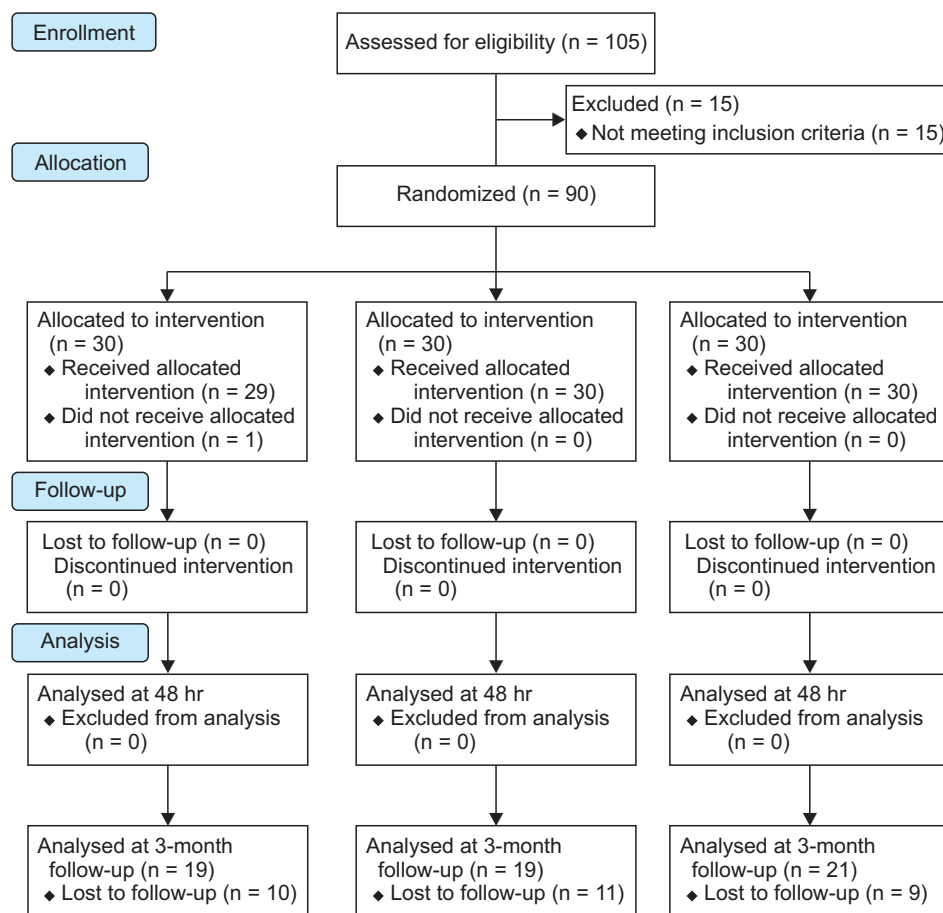 Enrollment
Assessed for eligibility (n = 105)
Excluded (n = 15)
◆ Not meeting inclusion criteria (n = 15)
Allocation
Randomized (n = 90)
Allocated to intervention
(n = 30)
◆ Received allocated
intervention (n = 29)
◆ Did not receive allocated
intervention (n = 1)
Allocated to intervention
(n = 30)
◆ Received allocated
intervention (n = 30)
◆ Did not receive allocated
intervention (n = 0)
Allocated to intervention
(n = 30)
◆ Received allocated
intervention (n = 30)
◆ Did not receive allocated
intervention (n = 0)
Follow-up
Lost to follow-up (n = 0)
Discontinued intervention
(n = 0)
Lost to follow-up (n = 0)
Discontinued intervention
(n = 0)
Lost to follow-up (n = 0)
Discontinued intervention
(n = 0)
Analysis
Analysed at 48 hr
◆ Excluded from analysis
(n = 0)
Analysed at 48 hr
◆ Excluded from analysis
(n = 0)
Analysed at 48 hr
◆ Excluded from analysis
(n = 0)
Analysed at 3-month
follow-up (n = 19)
◆ Lost to follow-up (n = 10)
Analysed at 3-month
follow-up (n = 19)
◆ Lost to follow-up (n = 11)
Analysed at 3-month
follow-up (n = 21)
◆ Lost to follow-up (n = 9)